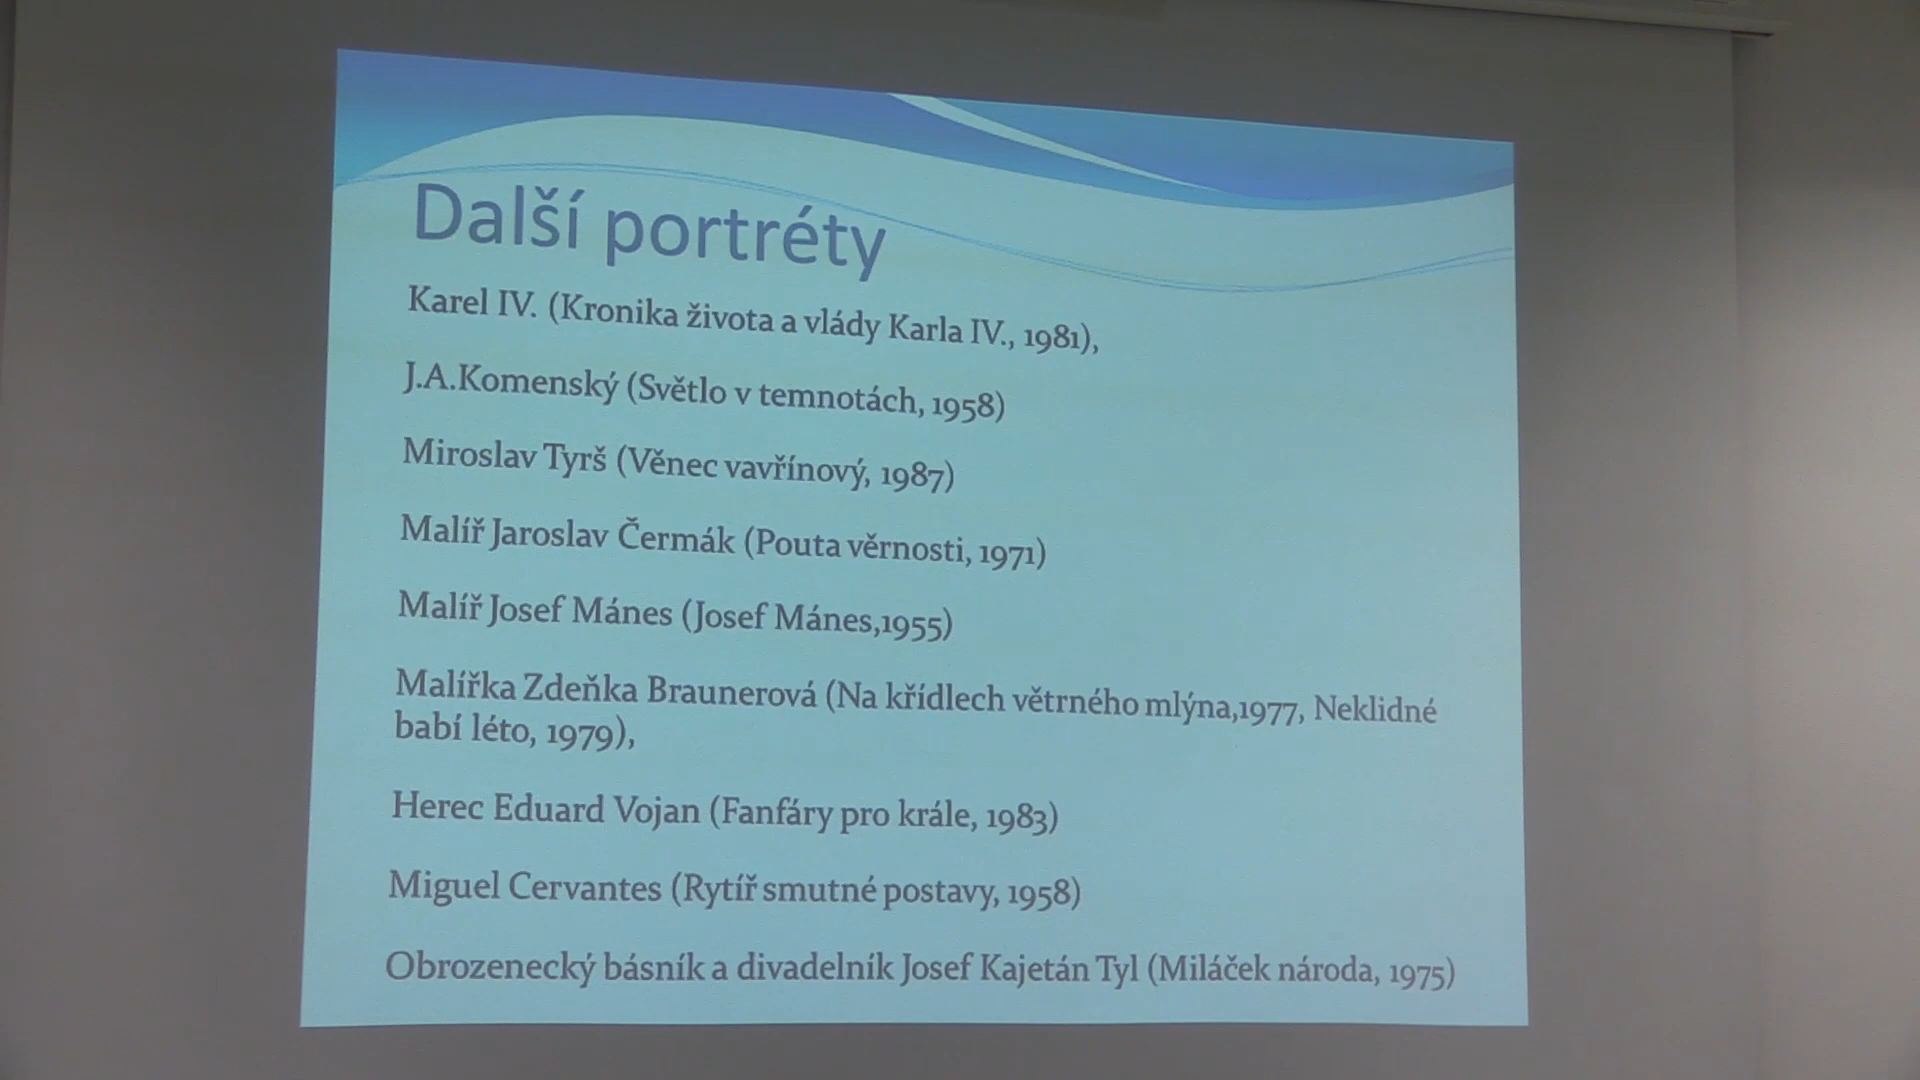 Další portréty
Karel IV. (Kronika života a vlády Karla IV., 1981),
J.A.Komenský (Světlo v temnotách, 1958)
Miroslav Tyrš (Věnec vavřínový, 1987)
Malíř Jaroslav Čermák (Pouta věrnosti, 1971)
Malíř Josef Mánes (Josef Mánes,1955)
Malířka Zdeňka Braunerová (Na křídlech větrného mlýna,1977, Neklidné
babí léto, 1979),
Herec Eduard Vojan (Fanfáry pro krále, 1983)
Miguel Cervantes (Rytíř smutné postavy, 1958)
Obrozenecký básník a divadelník Josef Kajetán Tyl (Miláček národa, 1975)